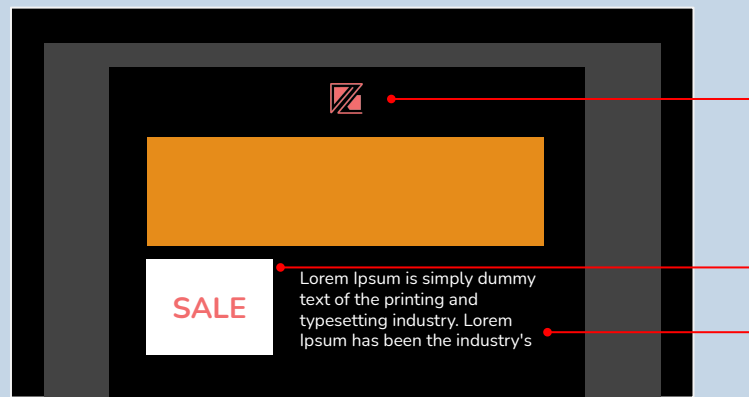 SALE
Lorem Ipsum is simply dummy
text of the printing and
typesetting industry. Lorem
Ipsum has been the industry's